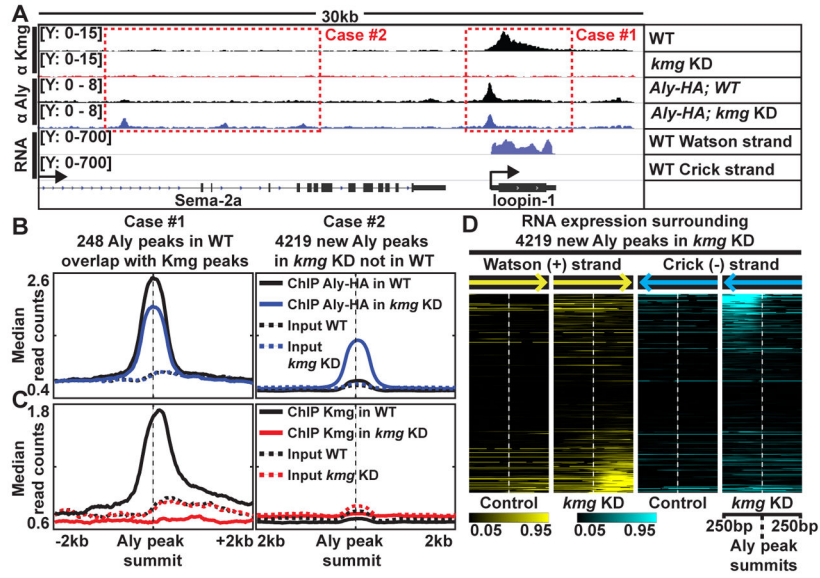 A
30kb
α Kmg
[Y: 0-15]
Case #2
Case #1
WT
[Y: 0-15]
kmg KD
α Aly
[Y: 0 - 8]
Aly-HA; WT
[Y: 0 - 8]
Aly-HA; kmg KD
RNA
[Y: 0-700]
WT Watson strand
[Y: 0-700]
WT Crick strand
Sema-2a
loopin-1
B
Case #1
248 Aly peaks in WT
overlap with Kmg peaks
Case #2
4219 new Aly peaks
in kmg KD not in WT
2.6
Median
read counts
0.4
ChIP Aly-HA in WT
ChIP Aly-HA in kmg KD
Input WT
Input
kmg KD
C
1.8
Median
read counts
0.6
ChIP Kmg in WT
ChIP Kmg in kmg KD
Input WT
Input kmg KD
-2kb
Aly peak
summit
+2kb
2kb
Aly peak
summit
2kb
D
RNA expression surrounding
4219 new Aly peaks in kmg KD
Watson (+) strand
Crick (-) strand
Control
kmg KD
Control
kmg KD
0.05
0.95
0.05
0.95
250bp
250bp
Aly peak
summits